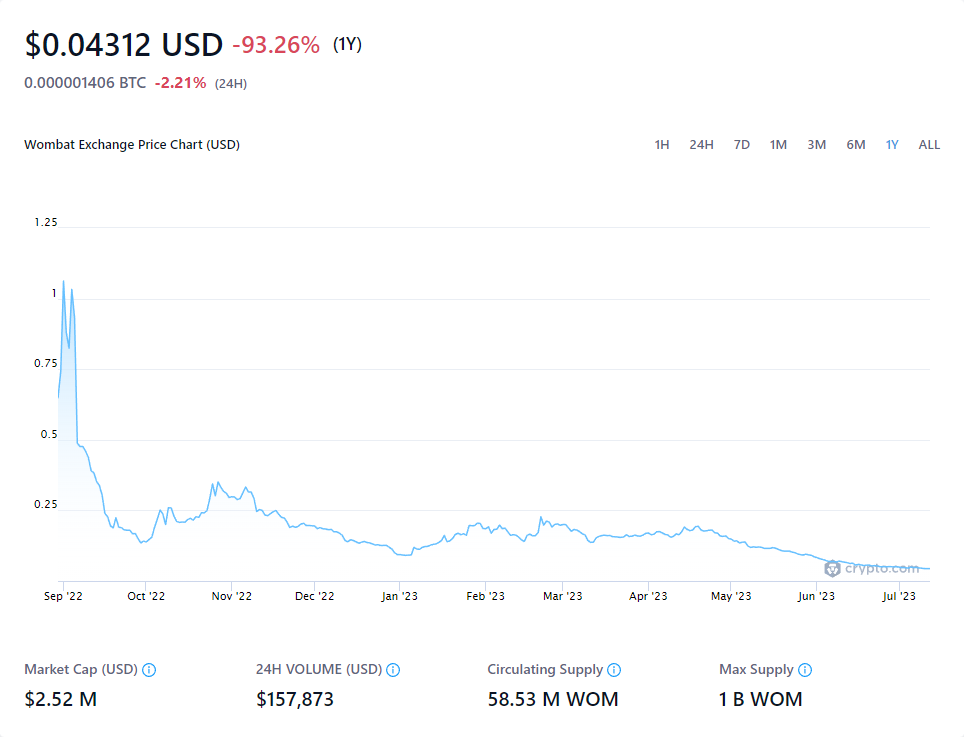 $0.04312 USD -93.26% (1Y)
0.000001406 BTC -2.21% (24H)
Wombat Exchange Price Chart (USD) 1H 24H 7D 1M 3M 6M 1Y ALL
1.25
1
0.75
0.5
0.25
crypto.com
Sep '22 Oct '22 Nov '22 Dec '22 Jan '23 Feb '23 Mar '23 Apr '23 May '23 Jun '23 Jul '23
Market Cap (USD) 24H VOLUME (USD) Circulating Supply Max Supply
$2.52 M $157,873 58.53 M WOM 1 B WOM